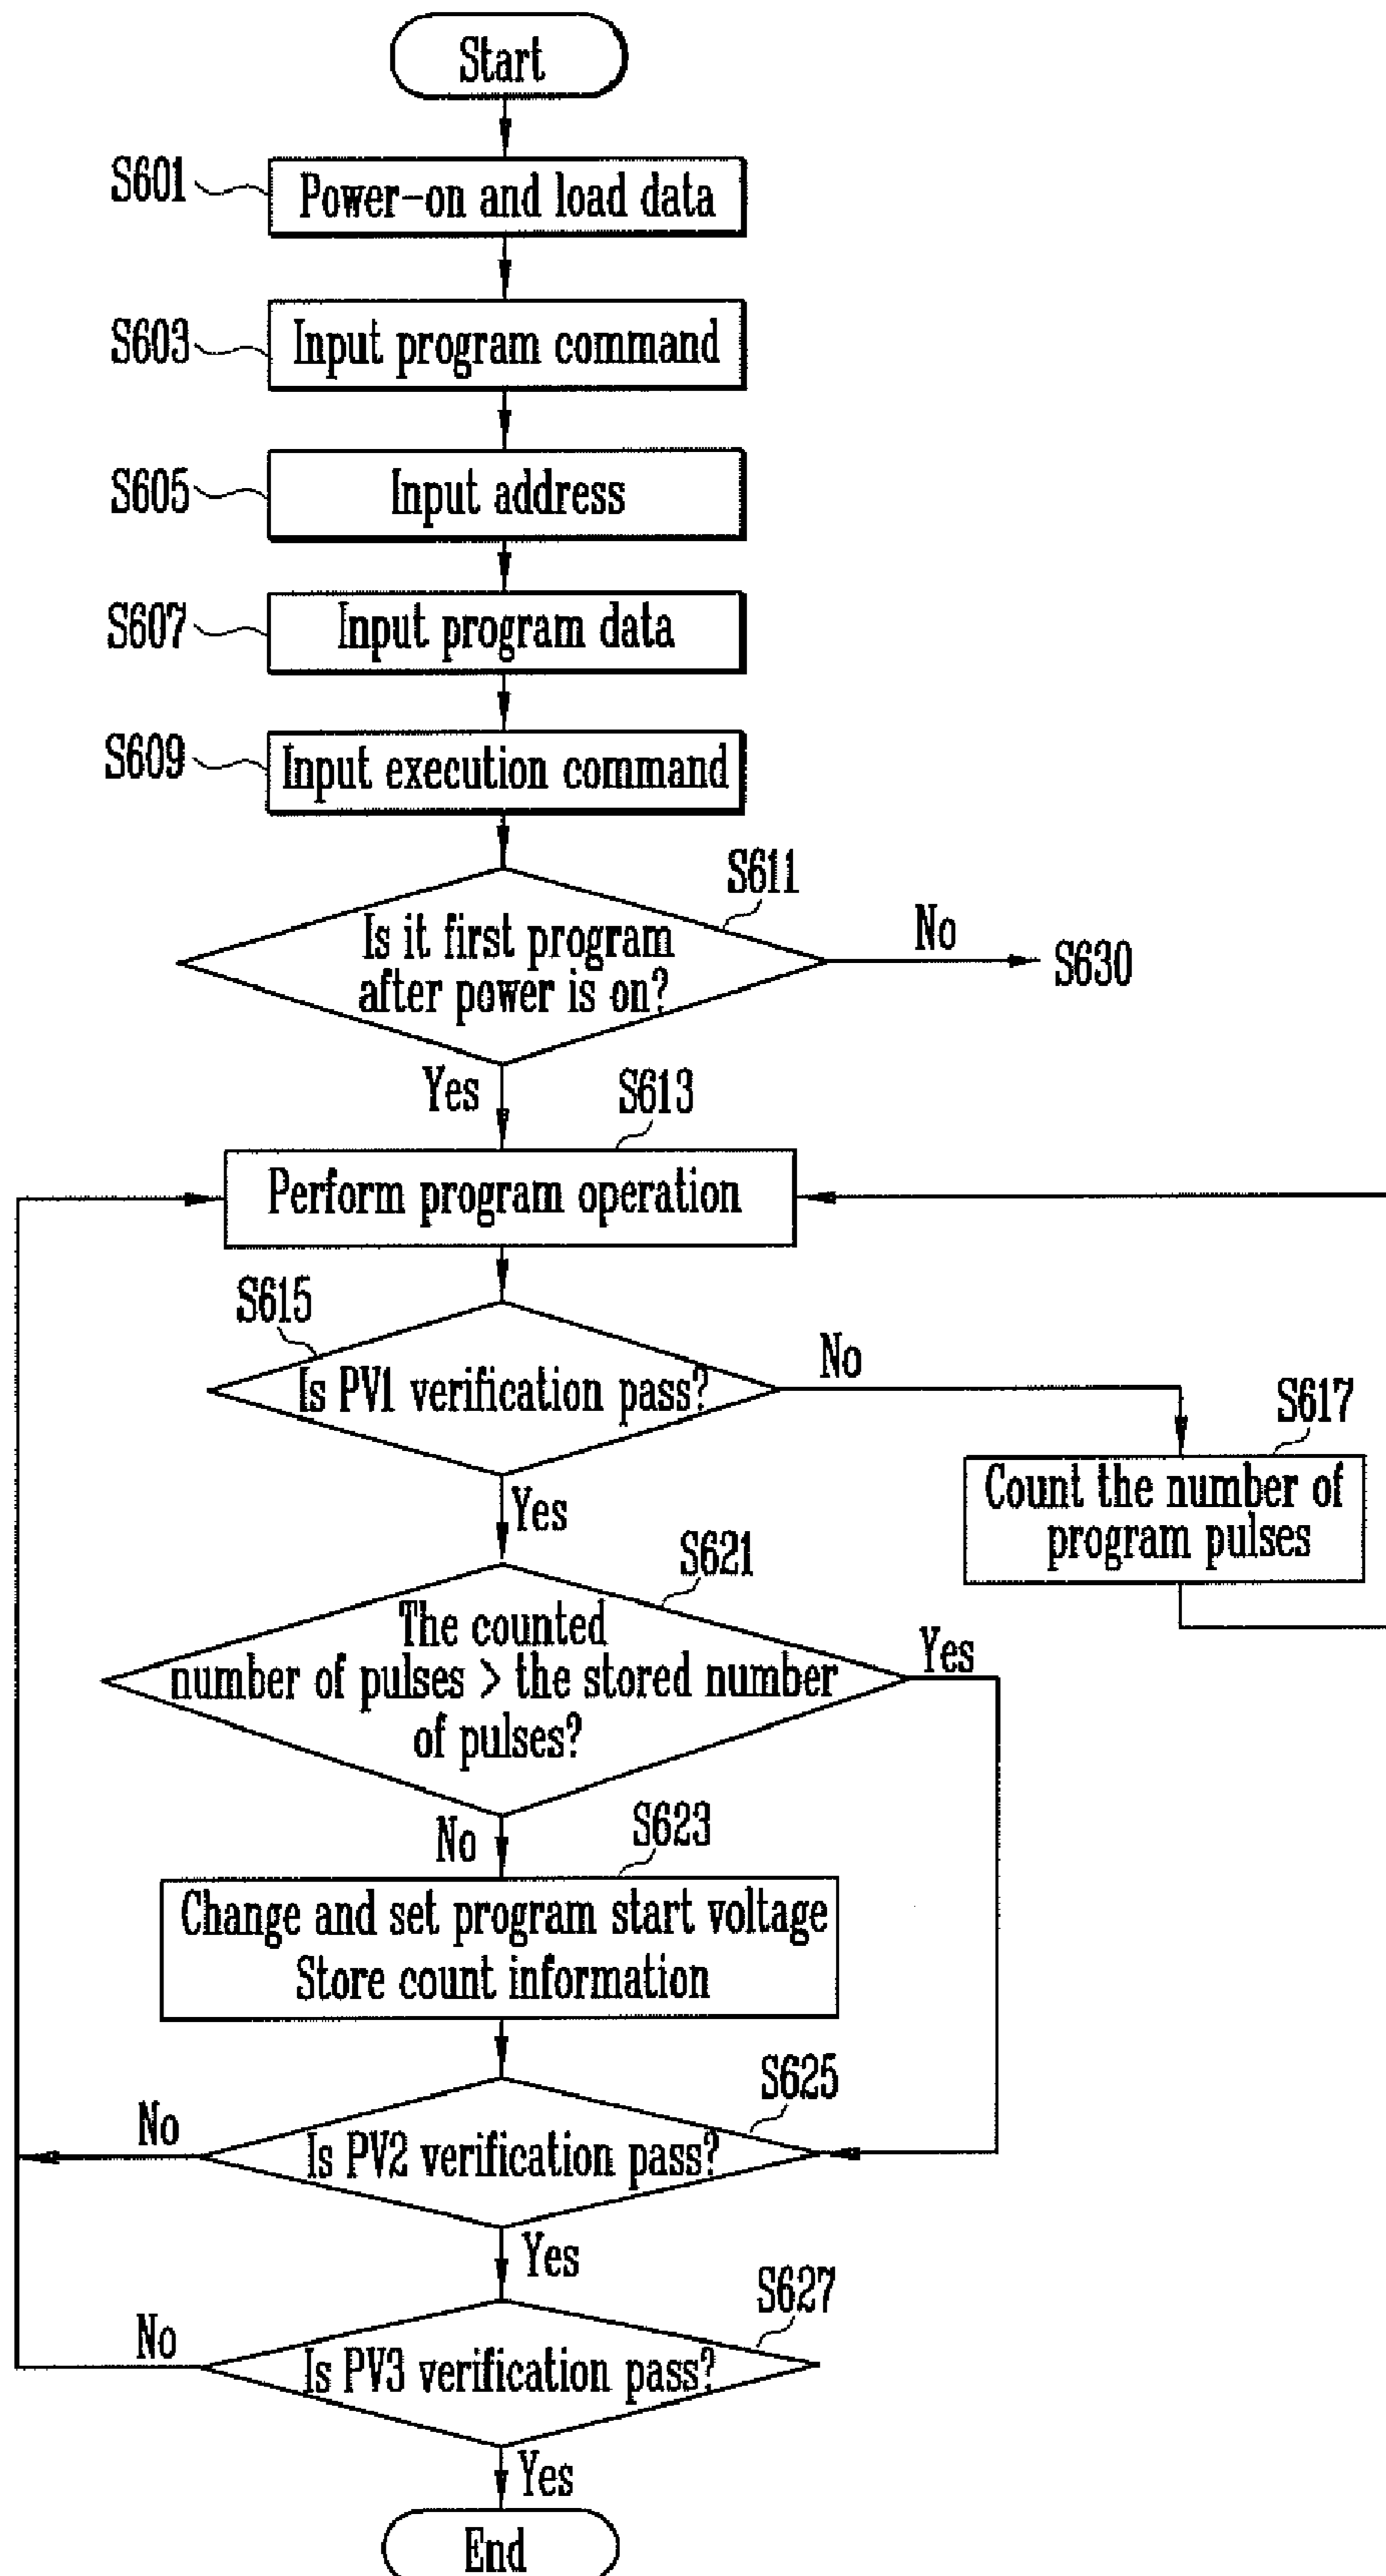 Start
S601
Power-on and load data
S603
Input program command
S605
Input address
S607
Input program data
S609
Input execution command
S611
Is it first program
after power is on?
No
S630
Yes
S613
Perform program operation
S615
Is PV1 verification pass?
No
S617
Count the number of
program pulses
Yes
S621
The counted
number of pulses > the stored number
of pulses?
Yes
No
S623
Change and set program start voltage
Store count information
S625
Is PV2 verification pass?
No
Yes
S627
Is PV3 verification pass?
No
Yes
End